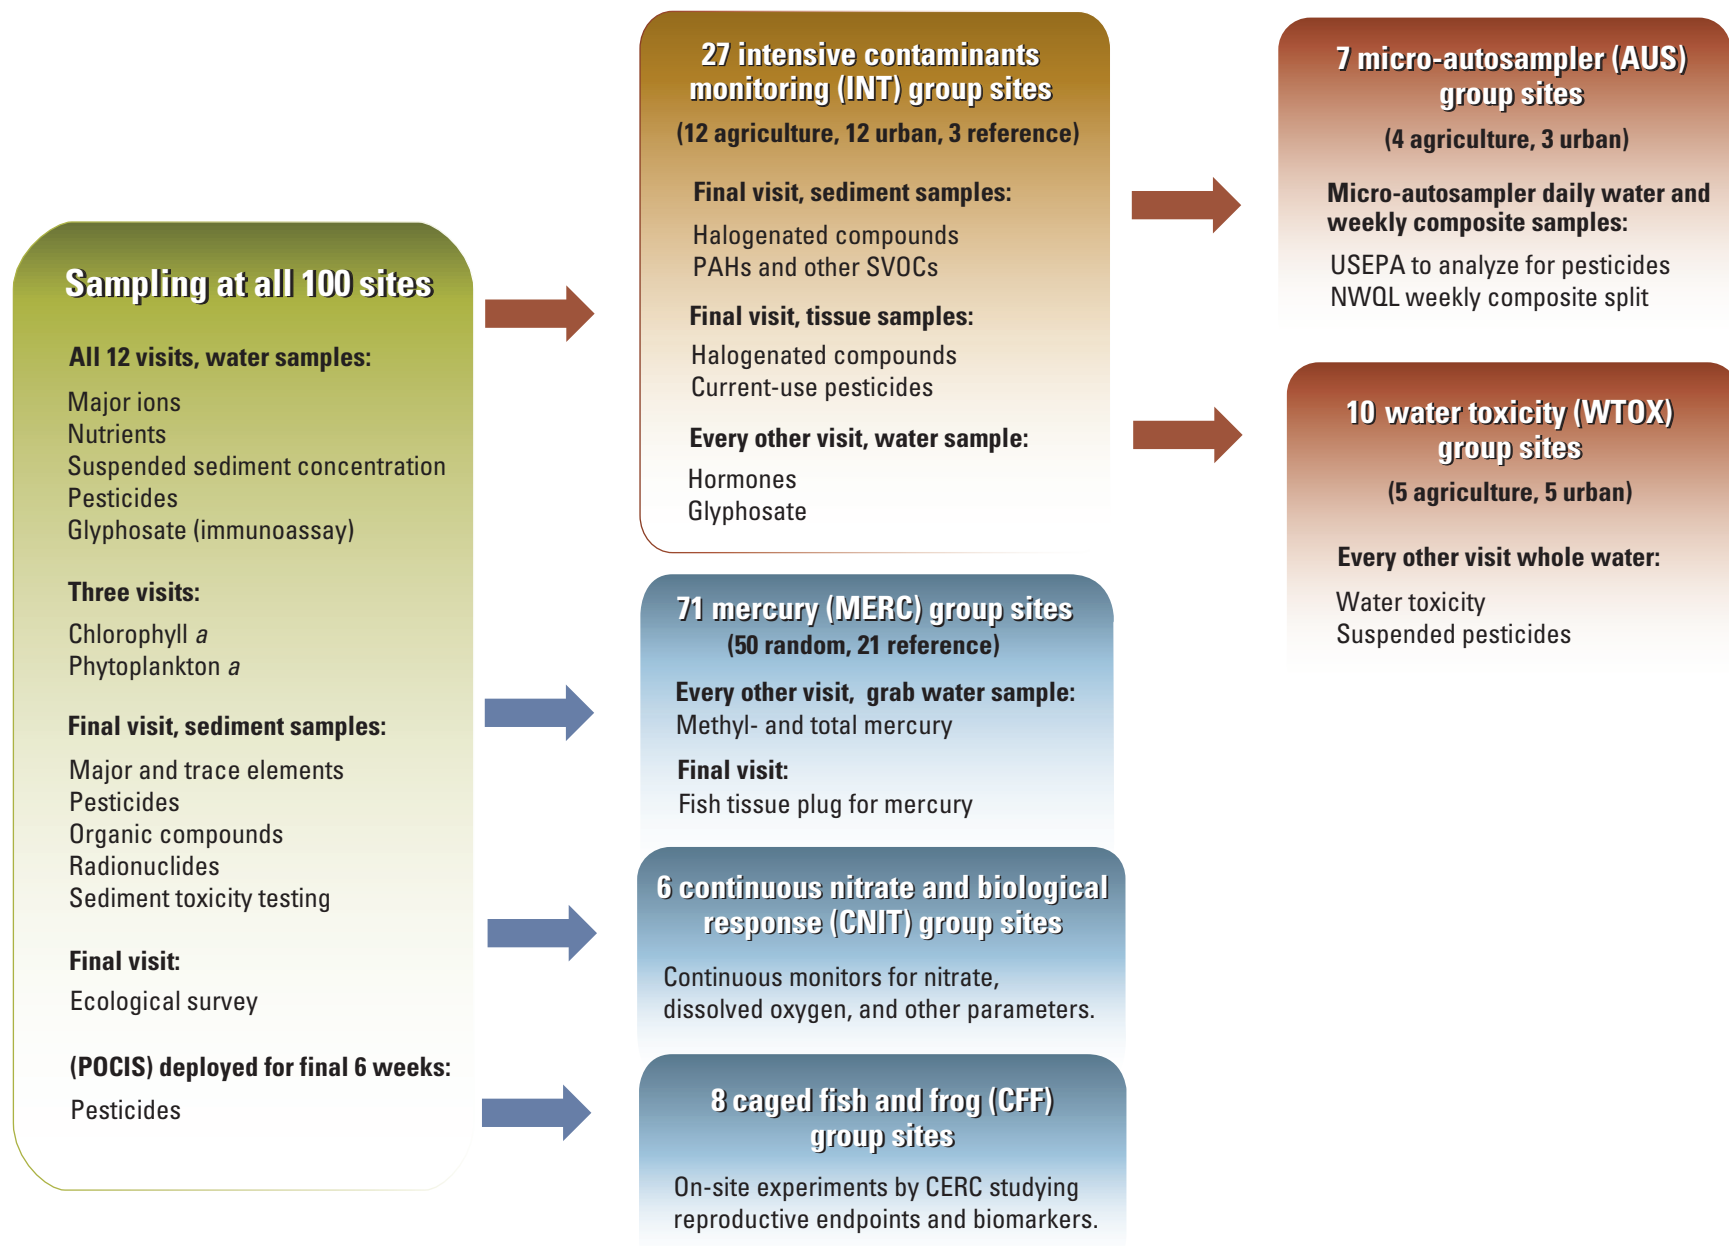 Sampling at all 100 sites
All 12 visits, water samples:
Major ions
Nutrients
Suspended sediment concentration
Pesticides
Glyphosate (immunoassay)
Three visits:
Chlorophyll a
Phytoplankton a
Final visit, sediment samples:
Major and trace elements
Pesticides
Organic compounds
Radionuclides
Sediment toxicity testing
Final visit:
Ecological survey
(POCIS) deployed for final 6 weeks:
Pesticides
27 intensive contaminants
monitoring (INT) group sites
(12 agriculture, 12 urban, 3 reference)
Final visit, sediment samples:
Halogenated compounds
PAHs and other SVOCs
Final visit, tissue samples:
Halogenated compounds
Current-use pesticides
Every other visit, water sample:
Hormones
Glyphosate
71 mercury (MERC) group sites
(50 random, 21 reference)
Every other visit, grab water sample:
Methyl- and total mercury
Final visit:
Fish tissue plug for mercury
6 continuous nitrate and biological
response (CNIT) group sites
Continuous monitors for nitrate,
dissolved oxygen, and other parameters.
8 caged fish and frog (CFF)
group sites
On-site experiments by CERC studying
reproductive endpoints and biomarkers.
7 micro-autosampler (AUS)
group sites
(4 agriculture, 3 urban)
Micro-autosampler daily water and
weekly composite samples:
USEPA to analyze for pesticides
NWQL weekly composite split
10 water toxicity (WTOX)
group sites
(5 agriculture, 5 urban)
Every other visit whole water:
Water toxicity
Suspended pesticides